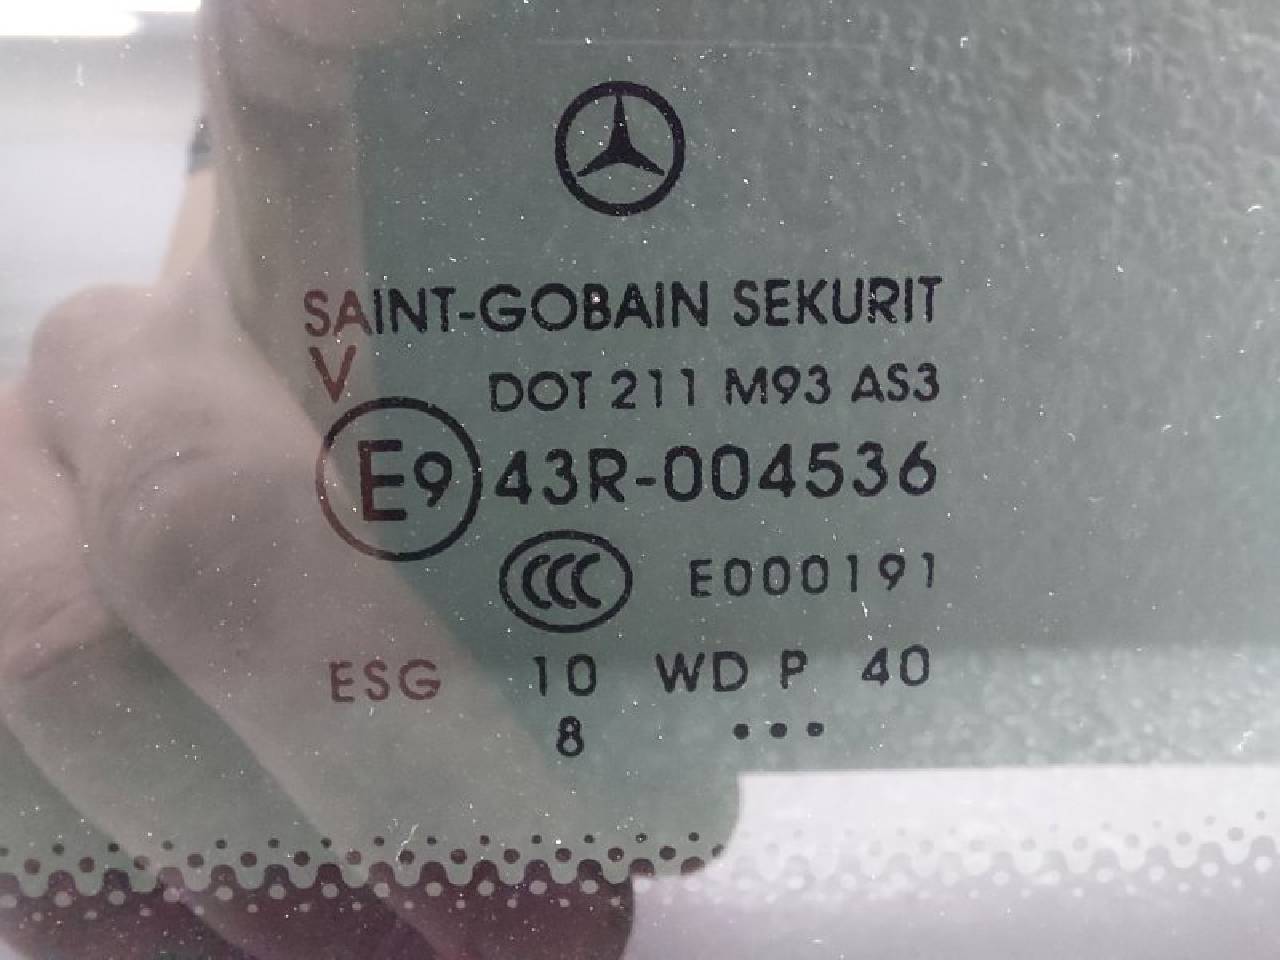 SAINT-GOBAIN SEKURIT
V DOT 211 M93 AS3
E9 43R-004536
CCC E000191
ESG 10 WD P 40
8 •••